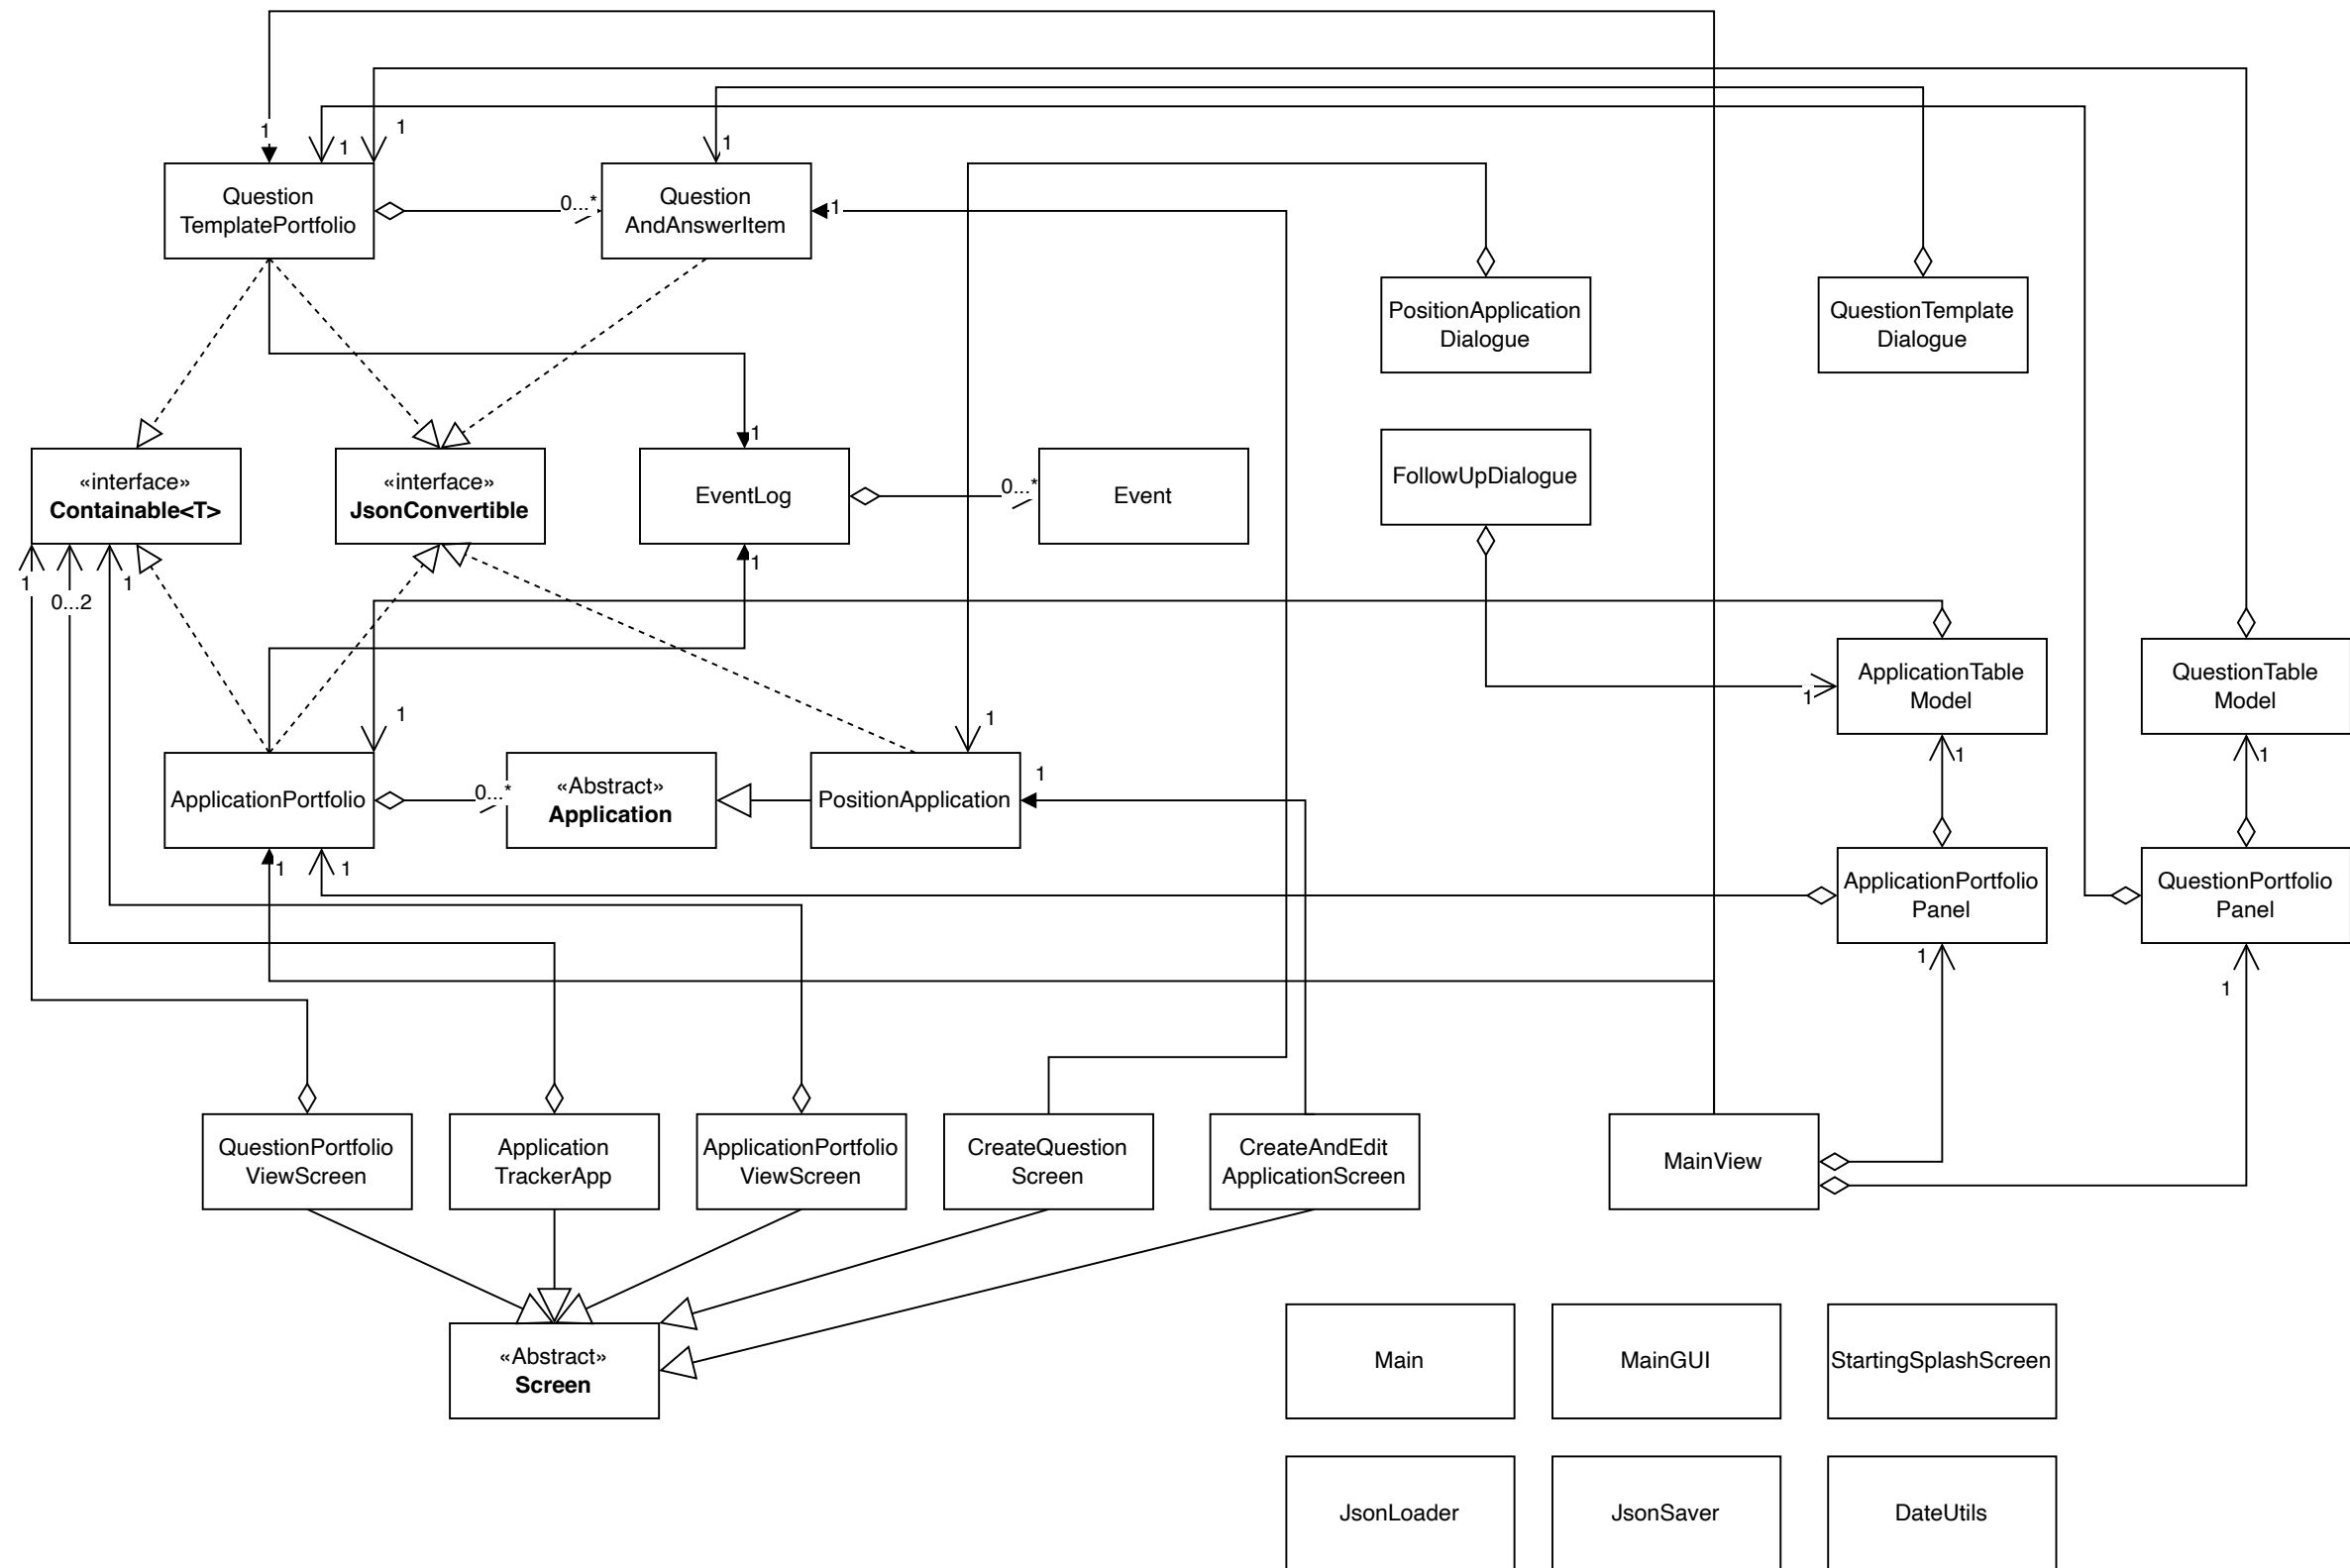 1
1
1
1
Question
TemplatePortfolio
0...*
Question
AndAnswerItem
1
PositionApplication
Dialogue
QuestionTemplate
Dialogue
1
«interface»
Containable<T>
«interface»
JsonConvertible
EventLog
0...*
Event
FollowUpDialogue
1
1
1
0...2
ApplicationTable
Model
QuestionTable
Model
1
1
1
1
1
1
ApplicationPortfolio
0...*
«Abstract»
Application
PositionApplication
1
1
ApplicationPortfolio
Panel
QuestionPortfolio
Panel
1
1
QuestionPortfolio
ViewScreen
Application
TrackerApp
ApplicationPortfolio
ViewScreen
CreateQuestion
Screen
CreateAndEdit
ApplicationScreen
MainView
«Abstract»
Screen
Main
MainGUI
StartingSplashScreen
JsonLoader
JsonSaver
DateUtils